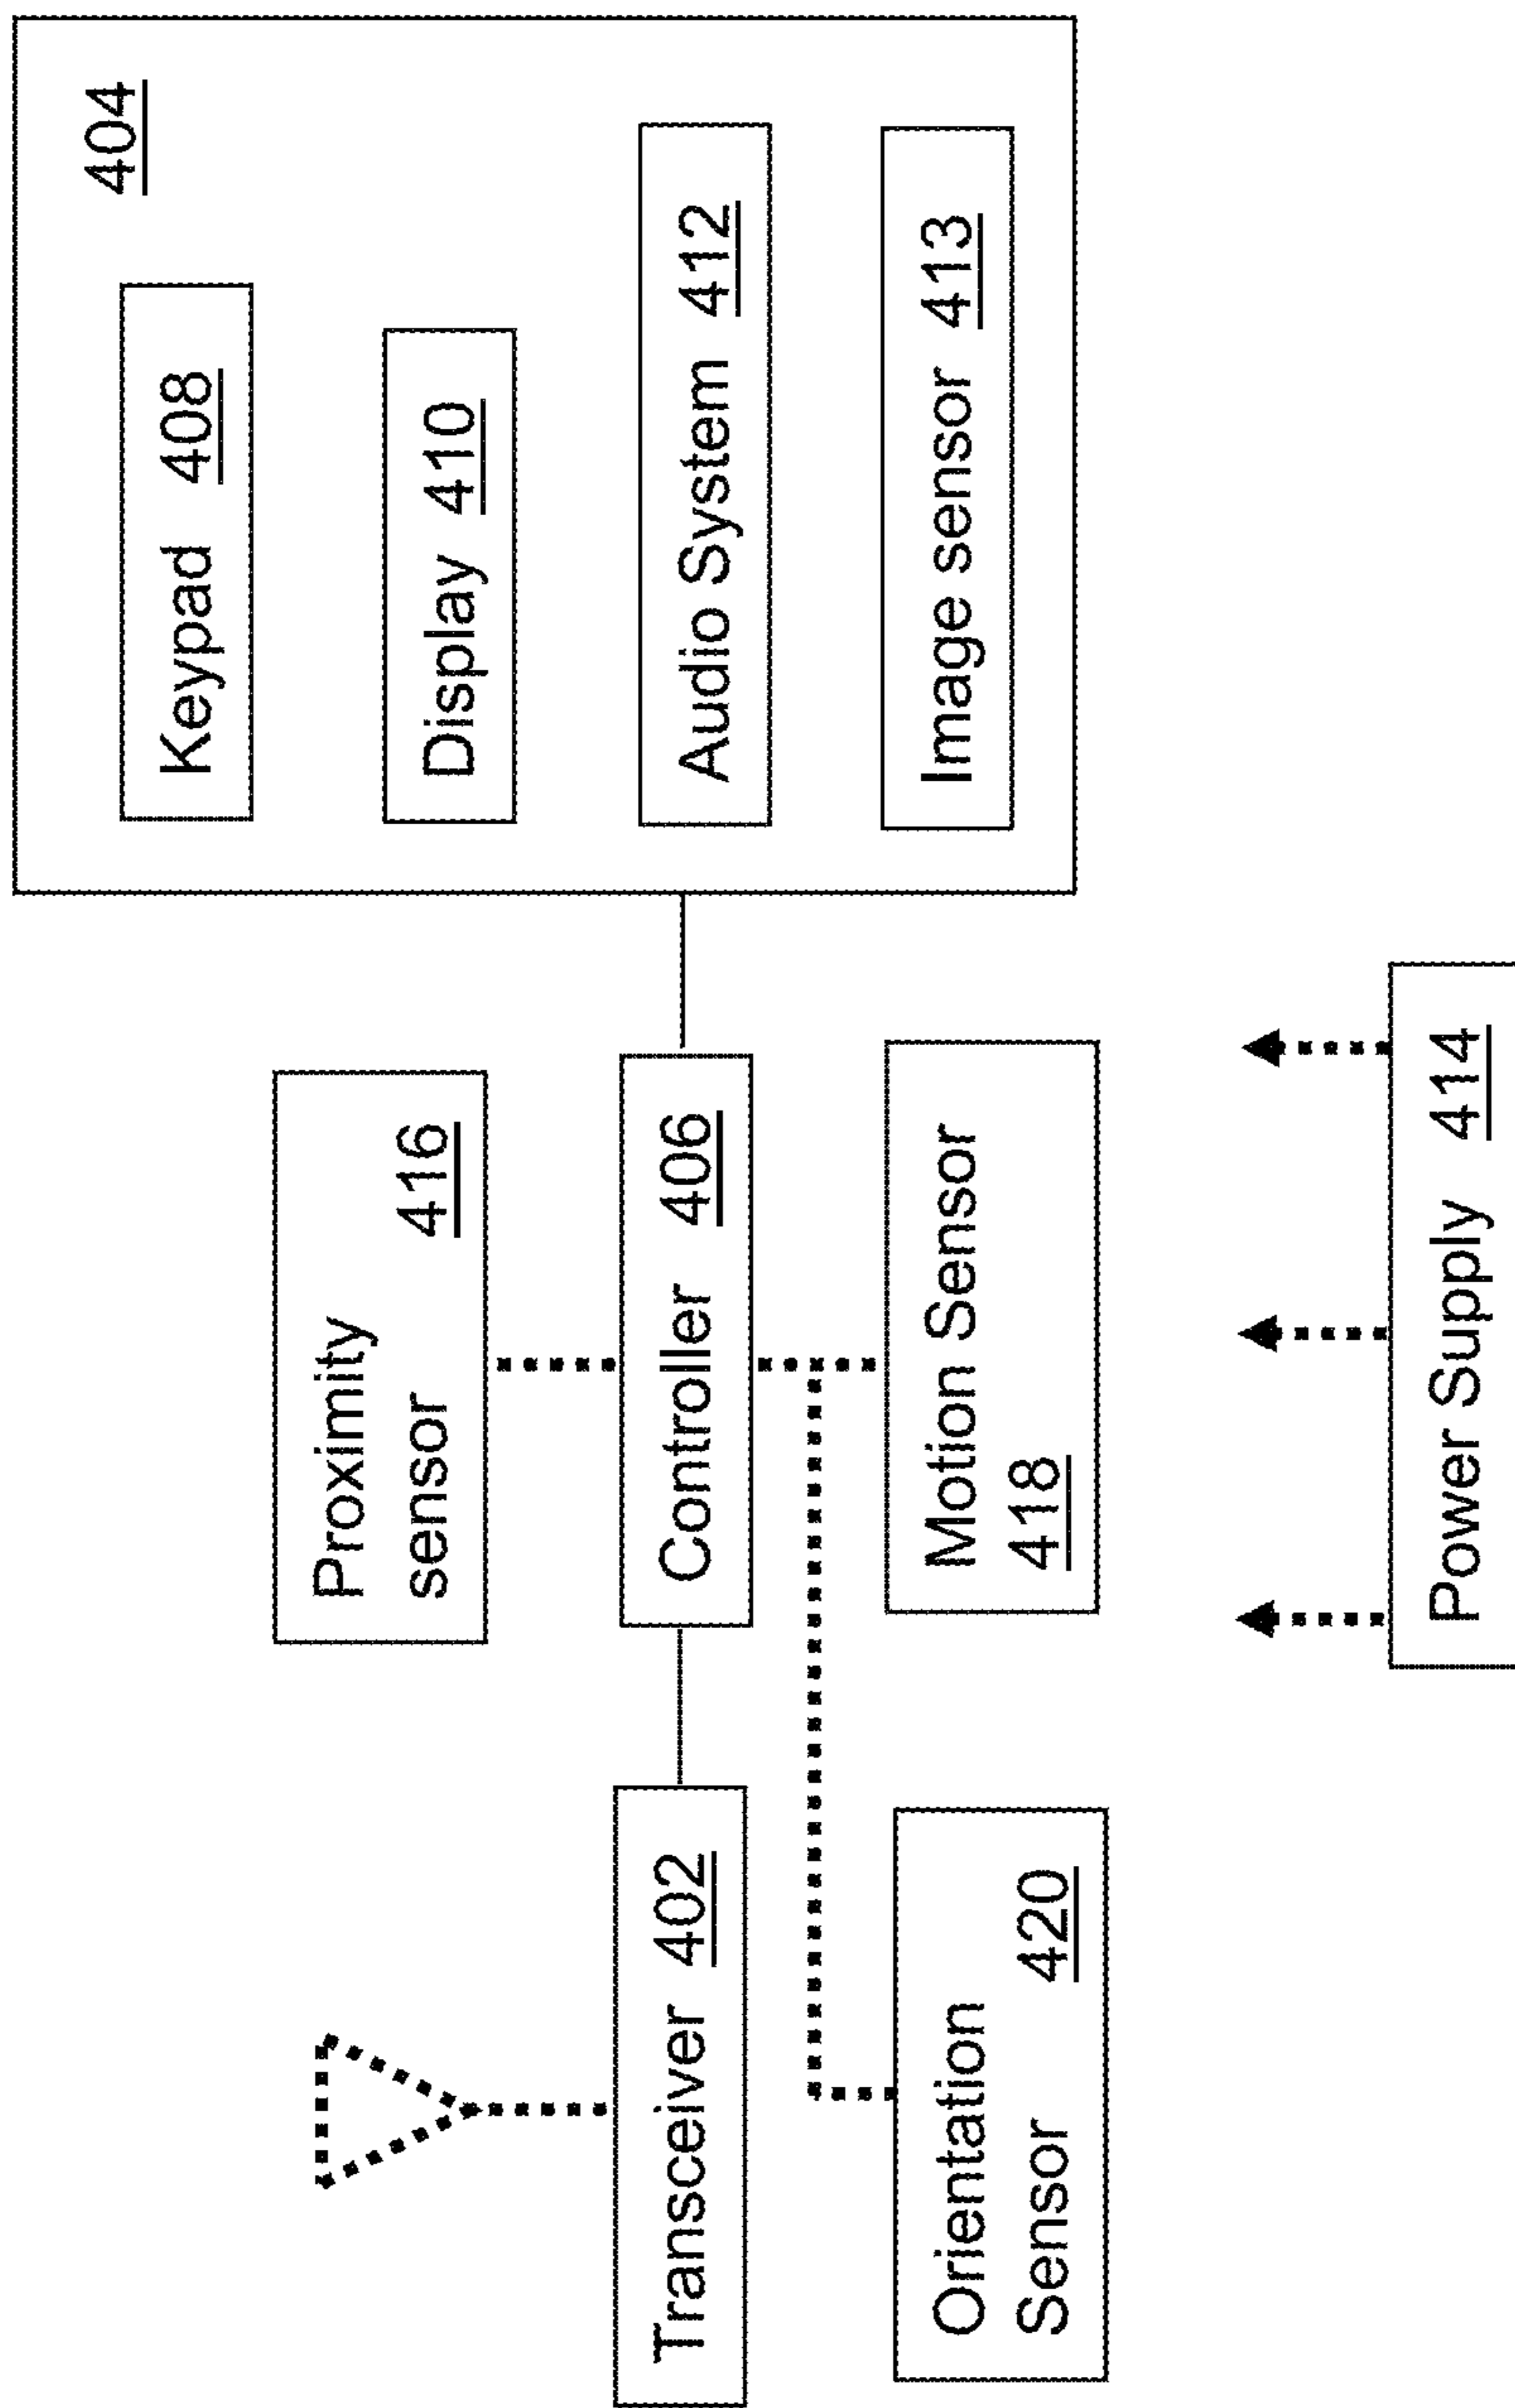 404
Keypad 408
Display 410
Audio System 412
Image sensor 413
Proximity
sensor 416
Controller 406
Motion Sensor
418
Transceiver 402
Orientation
Sensor 420
Power Supply 414